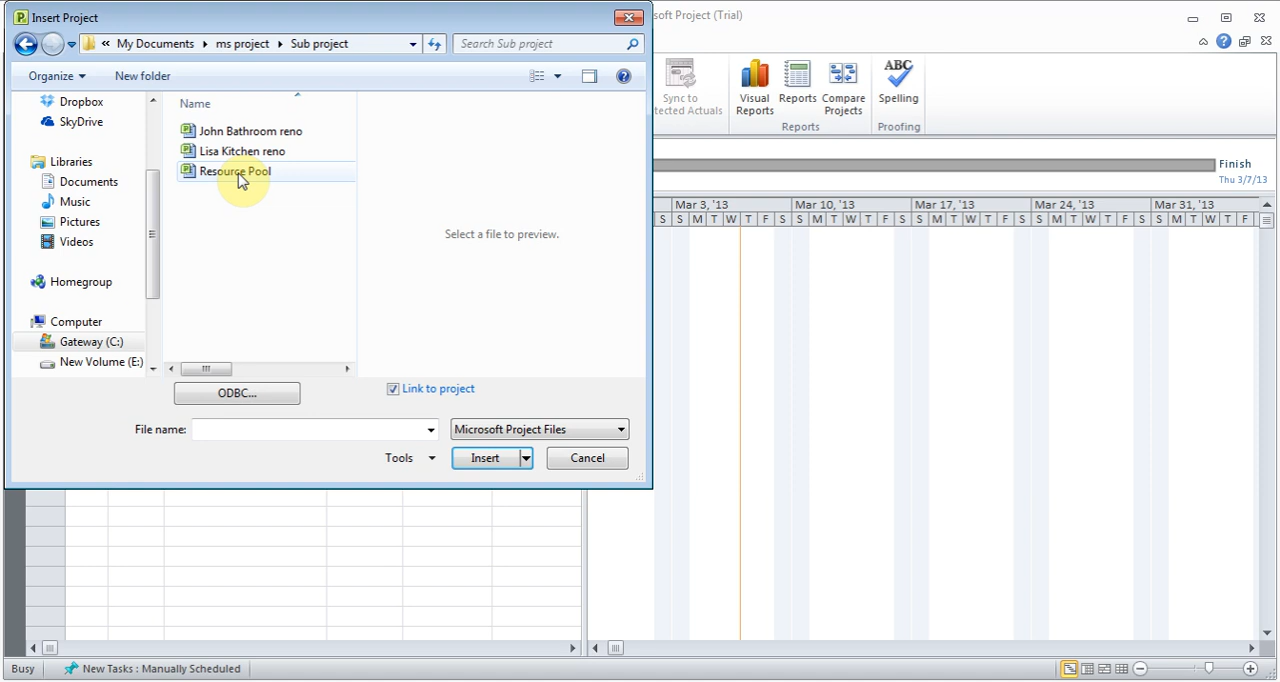 Insert Project
soft Project (Trial)
« My Documents ▸ ms project ▸ Sub project
Search Sub project
Organize
New folder
Dropbox
SkyDrive
Libraries
Documents
Music
Pictures
Videos
Homegroup
Computer
Gateway (C:)
New Volume (E:)
Name
John Bathroom reno
Lisa Kitchen reno
Resource Pool
Select a file to preview.
ODBC...
Link to project
File name:
Microsoft Project Files
Tools
Insert
Cancel
Sync to
tected Actuals
Visual
Reports
Reports
Compare
Projects
Reports
ABC
Spelling
Proofing
Finish
Thu 3/7/13
Mar 3, '13
Mar 10, '13
Mar 17, '13
Mar 24, '13
Mar 31, '13
S S M T W T F S S M T W T F S S M T W T F S S M T W T F S S M T W T F
Busy
New Tasks : Manually Scheduled